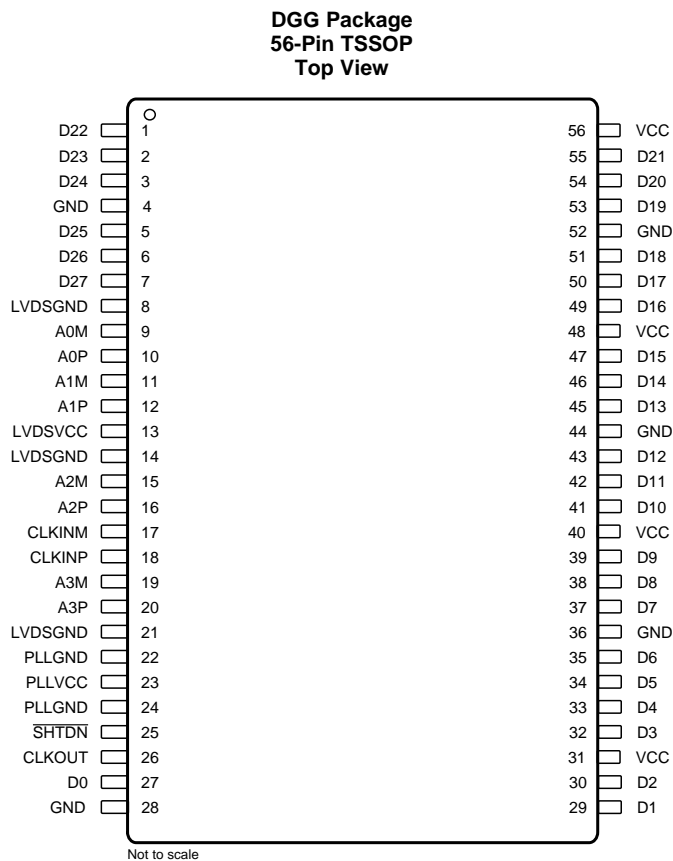 DGG Package
56-Pin TSSOP
Top View
D22 1 56 VCC
D23 2 55 D21
D24 3 54 D20
GND 4 53 D19
D25 5 52 GND
D26 6 51 D18
D27 7 50 D17
LVDSGND 8 49 D16
A0M 9 48 VCC
A0P 10 47 D15
A1M 11 46 D14
A1P 12 45 D13
LVDSVCC 13 44 GND
LVDSGND 14 43 D12
A2M 15 42 D11
A2P 16 41 D10
CLKINM 17 40 VCC
CLKINP 18 39 D9
A3M 19 38 D8
A3P 20 37 D7
LVDSGND 21 36 GND
PLLGND 22 35 D6
PLLVCC 23 34 D5
PLLGND 24 33 D4
SHTDN 25 32 D3
CLKOUT 26 31 VCC
D0 27 30 D2
GND 28 29 D1
Not to scale